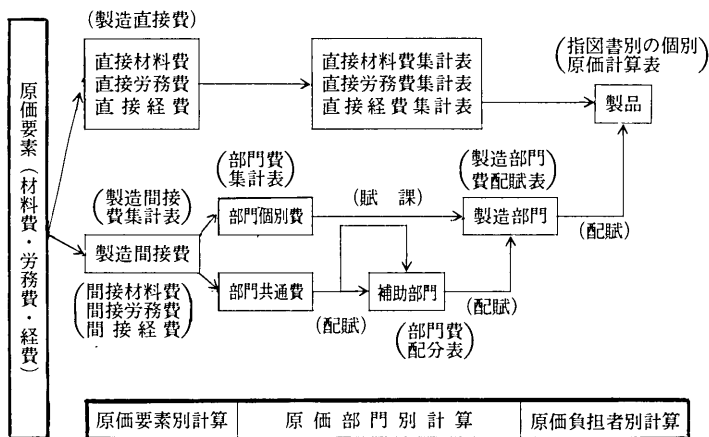 原価要素（材料費・労務費・経費）
（製造直接費）
直接材料費
直接労務費
直接経費
直接材料費集計表
直接労務費集計表
直接経費集計表
（指図書別の個別
原価計算表）
製品
（製造間接
費集計表）
製造間接費
（間接材料費
間接労務費
間接経費）
（部門費
集計表）
部門個別費
部門共通費
（賦課）
（配賦）
補助部門
（部門費
配分表）
（配賦）
（製造部門
費配賦表）
製造部門
（配賦）
原価要素別計算
原価部門別計算
原価負担者別計算